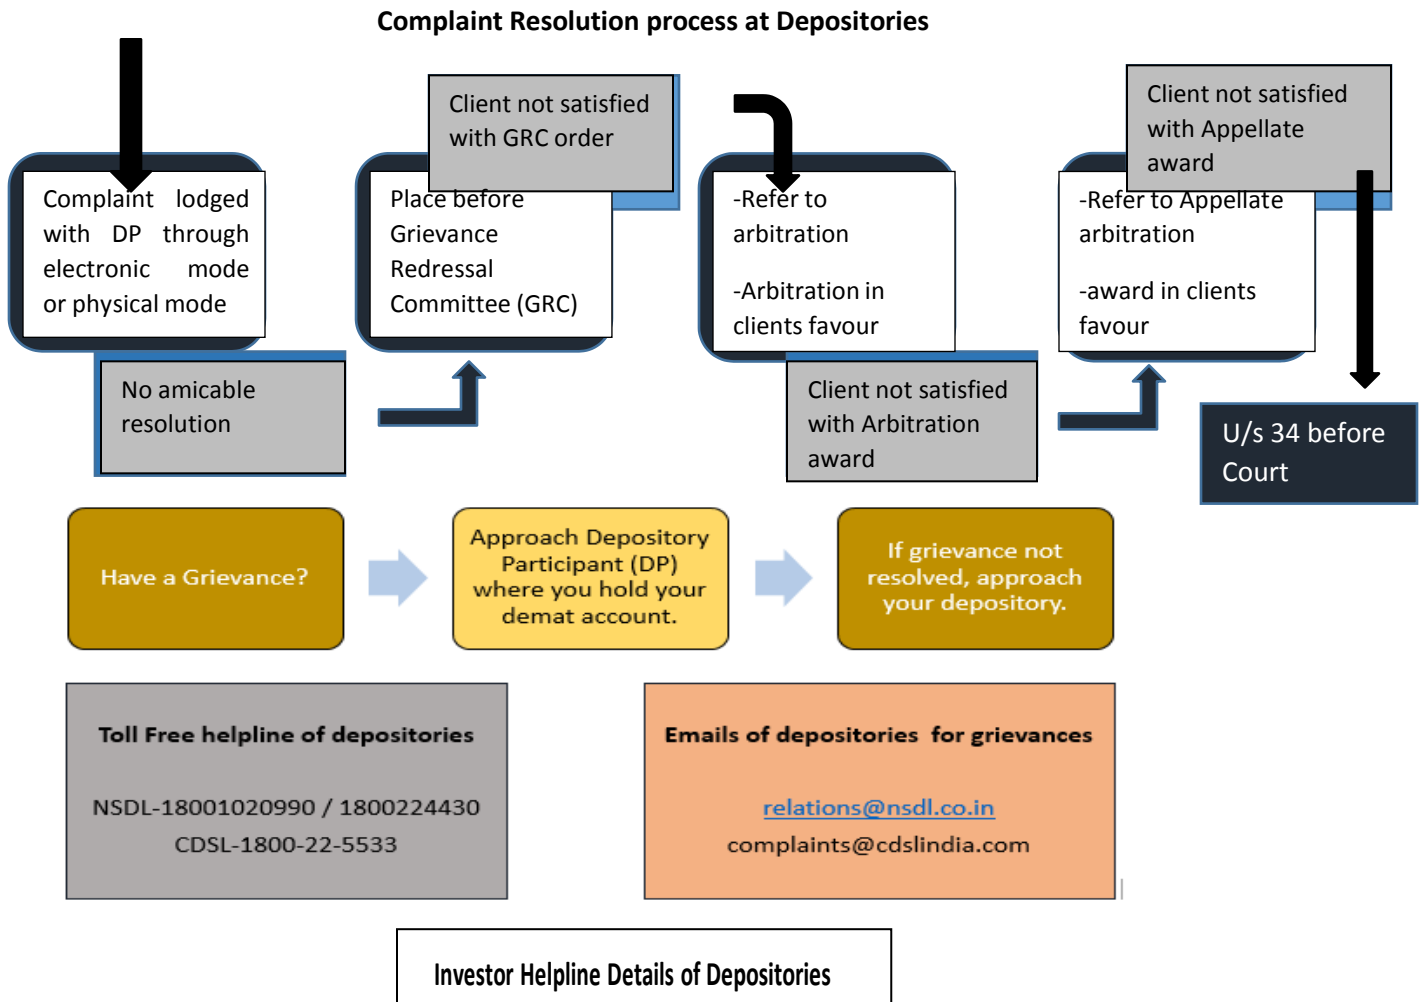 Complaint Resolution process at Depositories
Complaint lodged
with DP through
electronic mode
or physical mode
No amicable
resolution
Place before
Grievance
Redressal
Committee (GRC)
Client not satisfied
with GRC order
-Refer to
arbitration
-Arbitration in
clients favour
Client not satisfied
with Arbitration
award
-Refer to Appellate
arbitration
-award in clients
favour
Client not satisfied
with Appellate
award
U/s 34 before
Court
Have a Grievance?
Approach Depository
Participant (DP)
where you hold your
demat account.
If grievance not
resolved, approach
your depository.
Toll Free helpline of depositories
NSDL-18001020990 / 1800224430
CDSL-1800-22-5533
Emails of depositories for grievances
relations@nsdl.co.in
complaints@cdslindia.com
Investor Helpline Details of Depositories